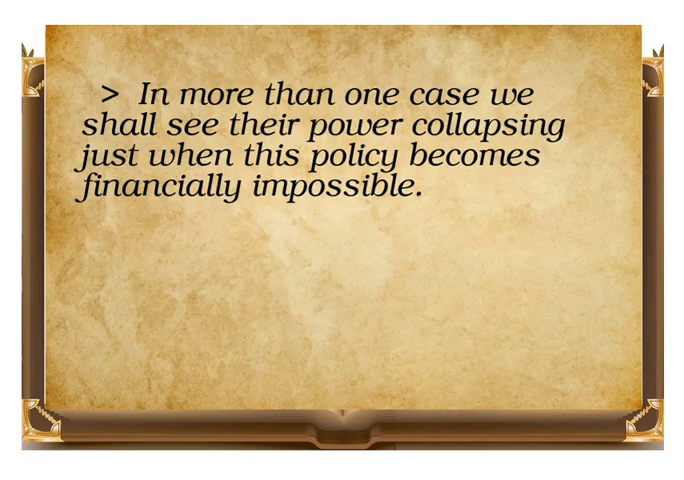 > In more than one case we
shall see their power collapsing
just when this policy becomes
financially impossible.